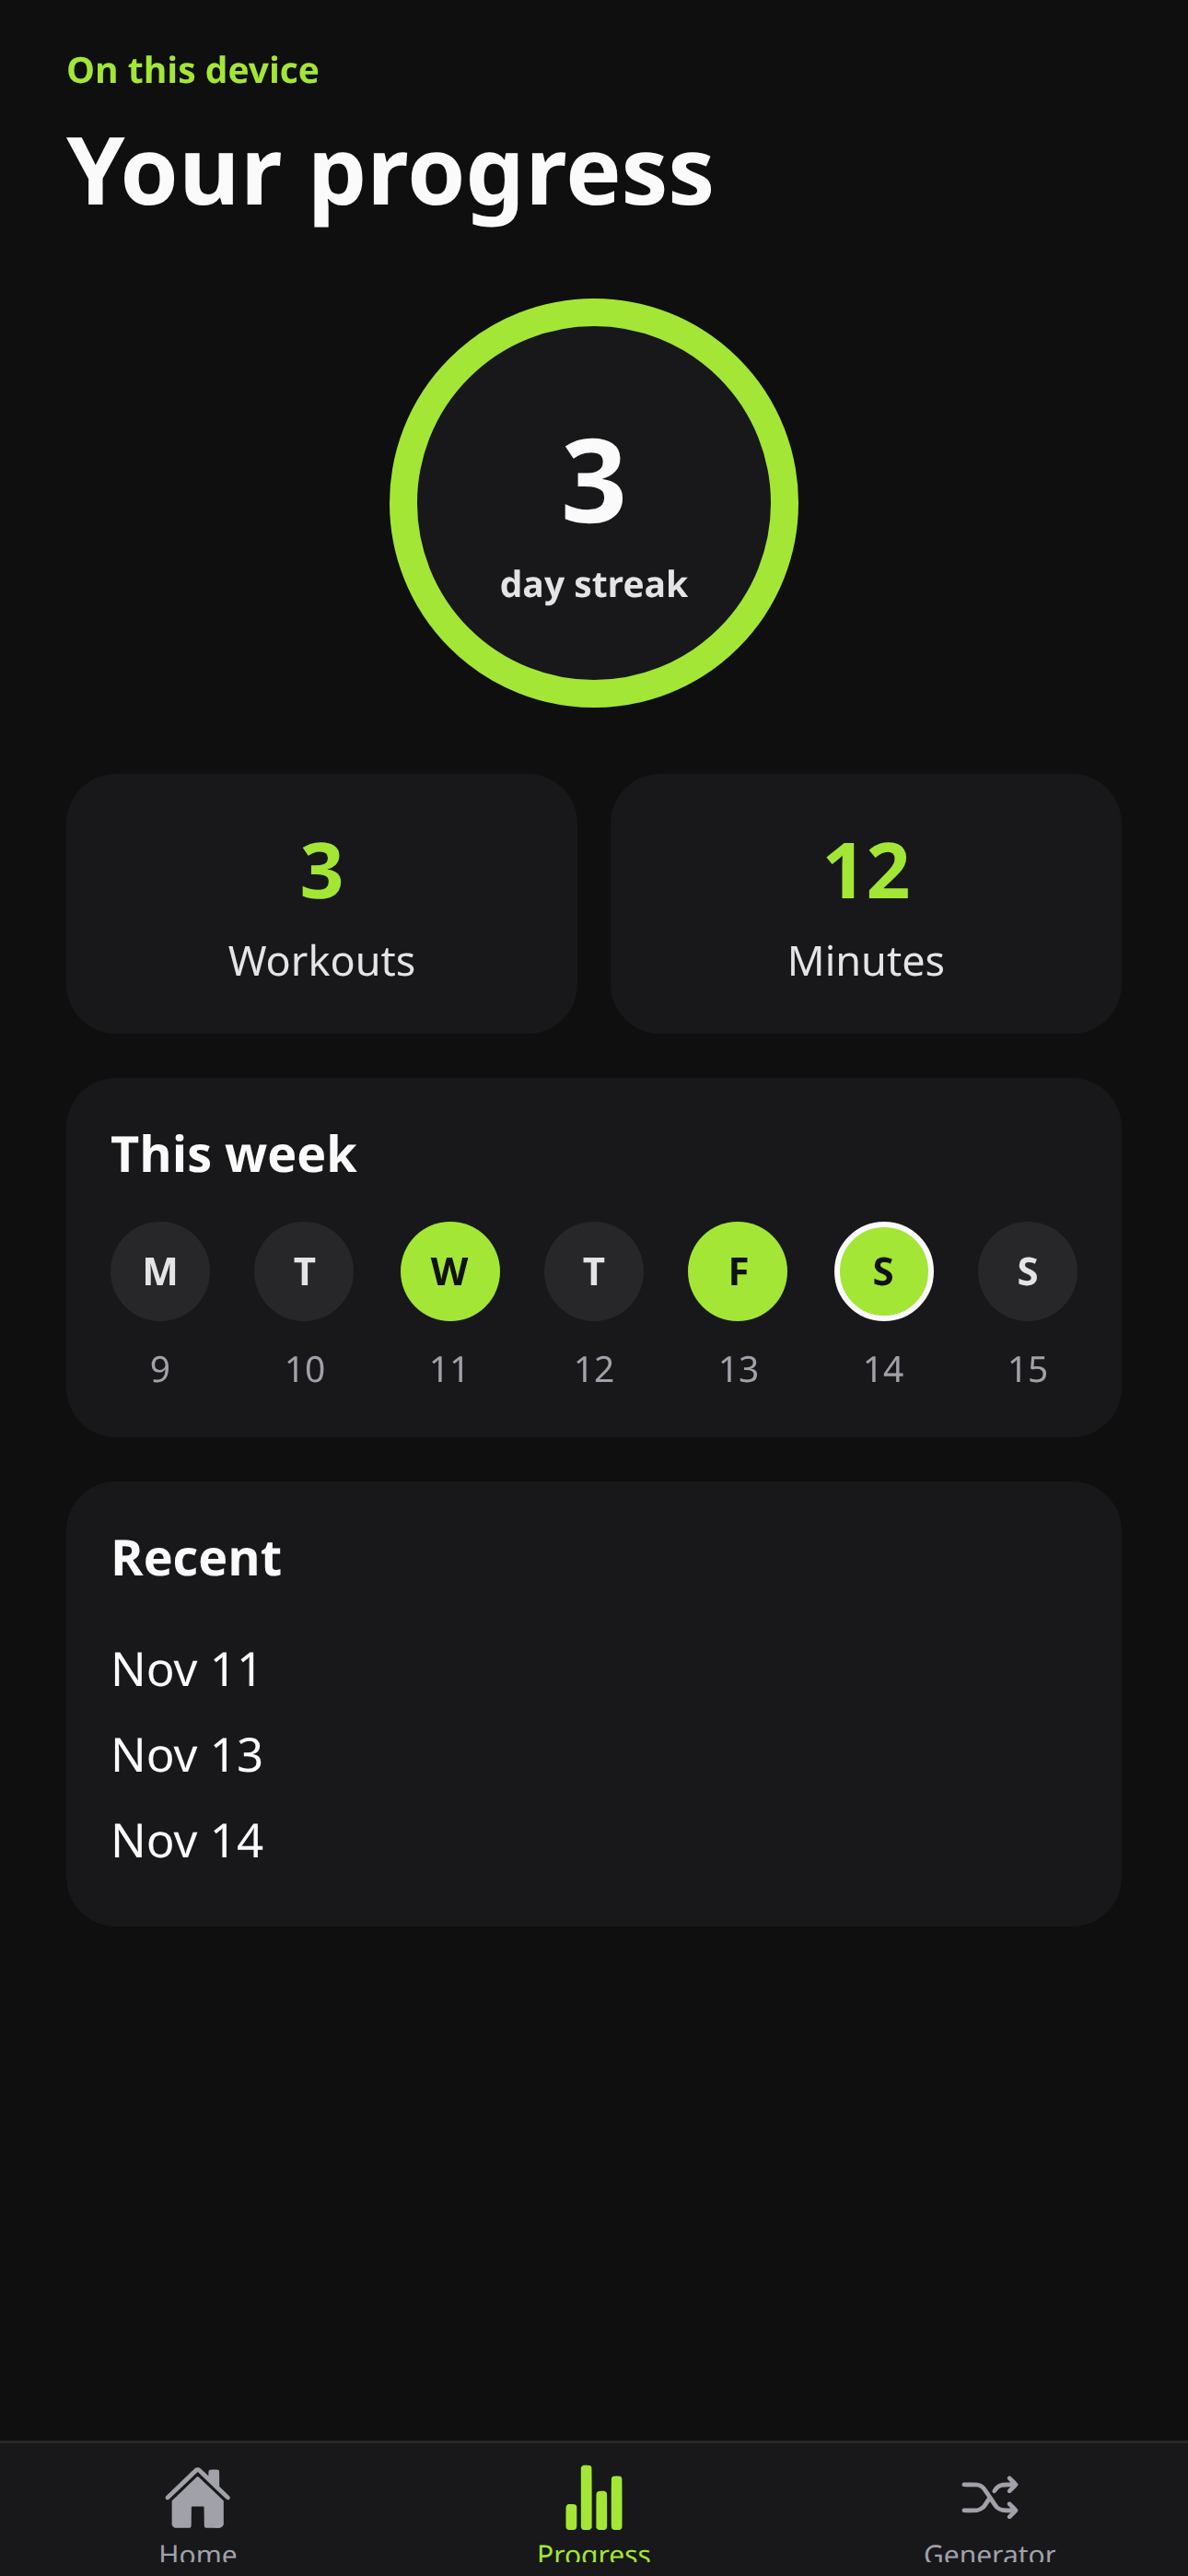 On this device
Your progress
3
day streak
3
Workouts
12
Minutes
This week
M T W T F S S
9 10 11 12 13 14 15
Recent
Nov 11
Nov 13
Nov 14
Home Progress Generator